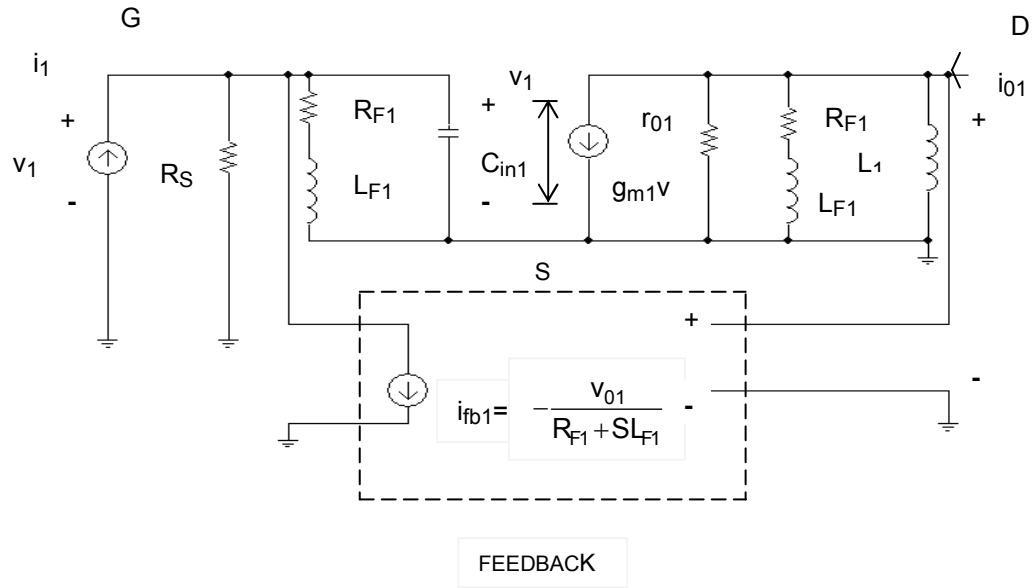 G
D
i1
+
v1
-
RS
RF1
LF1
+
v1
Cin1
-
gm1v
r01
RF1
LF1
L1
i01
+
S
+
ifb1= - v01 / RF1 + SLF1
-
-
FEEDBACK